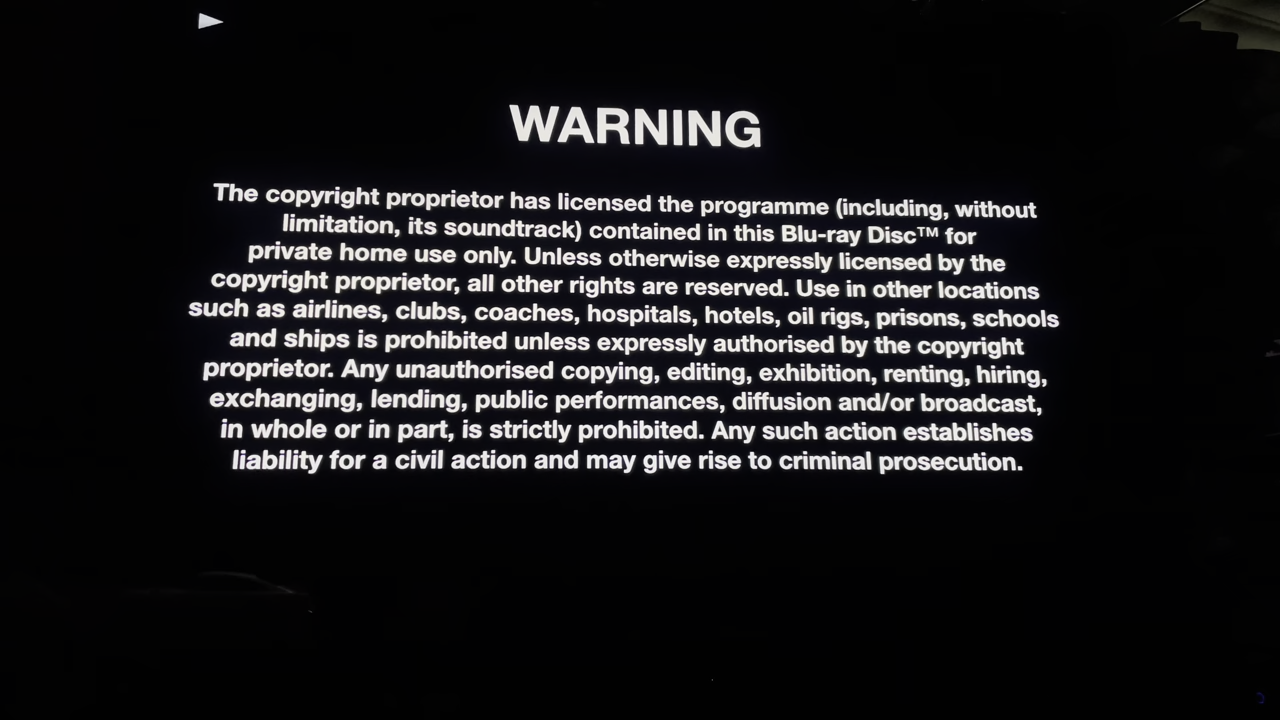 WARNING
The copyright proprietor has licensed the programme (including, without
limitation, its soundtrack) contained in this Blu-ray Disc™ for
private home use only. Unless otherwise expressly licensed by the
copyright proprietor, all other rights are reserved. Use in other locations
such as airlines, clubs, coaches, hospitals, hotels, oil rigs, prisons, schools
and ships is prohibited unless expressly authorised by the copyright
proprietor. Any unauthorised copying, editing, exhibition, renting, hiring,
exchanging, lending, public performances, diffusion and/or broadcast,
in whole or in part, is strictly prohibited. Any such action establishes
liability for a civil action and may give rise to criminal prosecution.